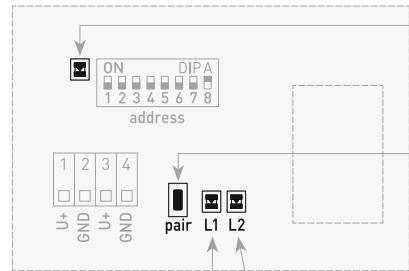 ON DIP A
1 2 3 4 5 6 7 8
address
1 2 3 4
U+ GND U+ GND
pair L1 L2